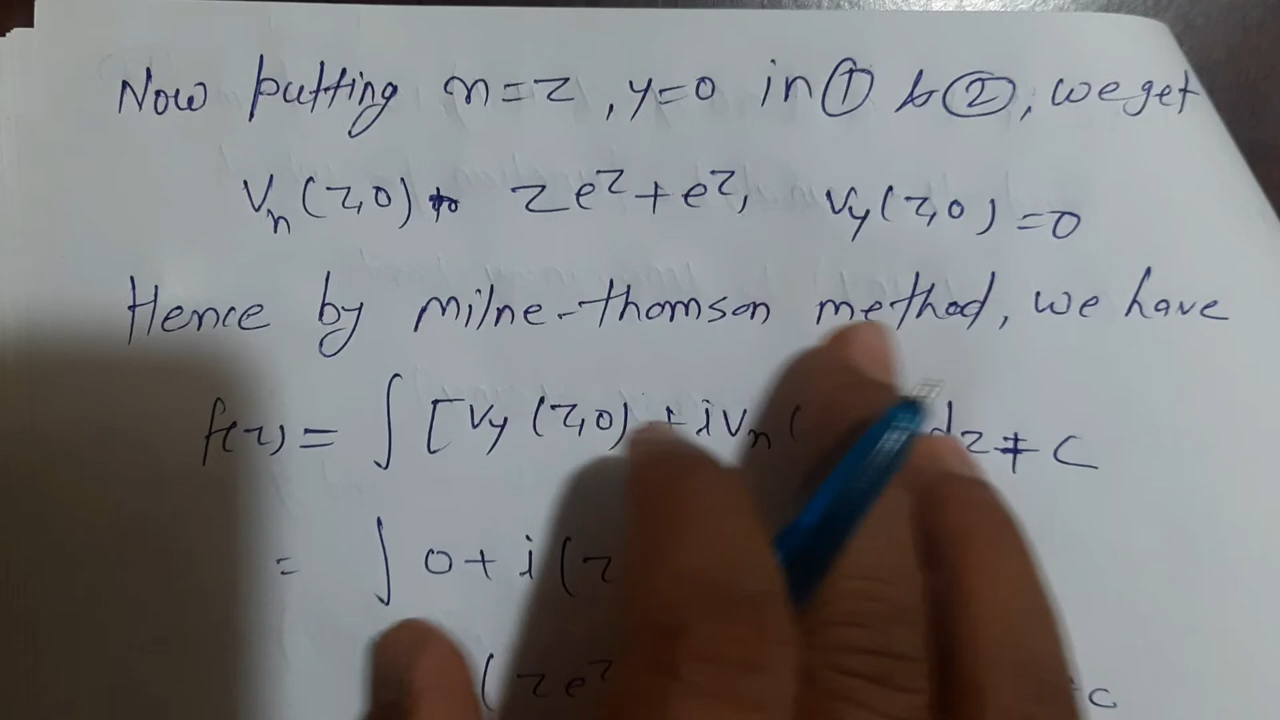 Now putting x=z, y=0 in ① & ②, we get
Vx(z,0) = ze^z+e^z, Vy(z,0)=0
Hence by milne-thomson method, we have
f(z) = ∫[Vy(z,0)+iVx( dz + C
= ∫ 0+i(z
(ze^z +C